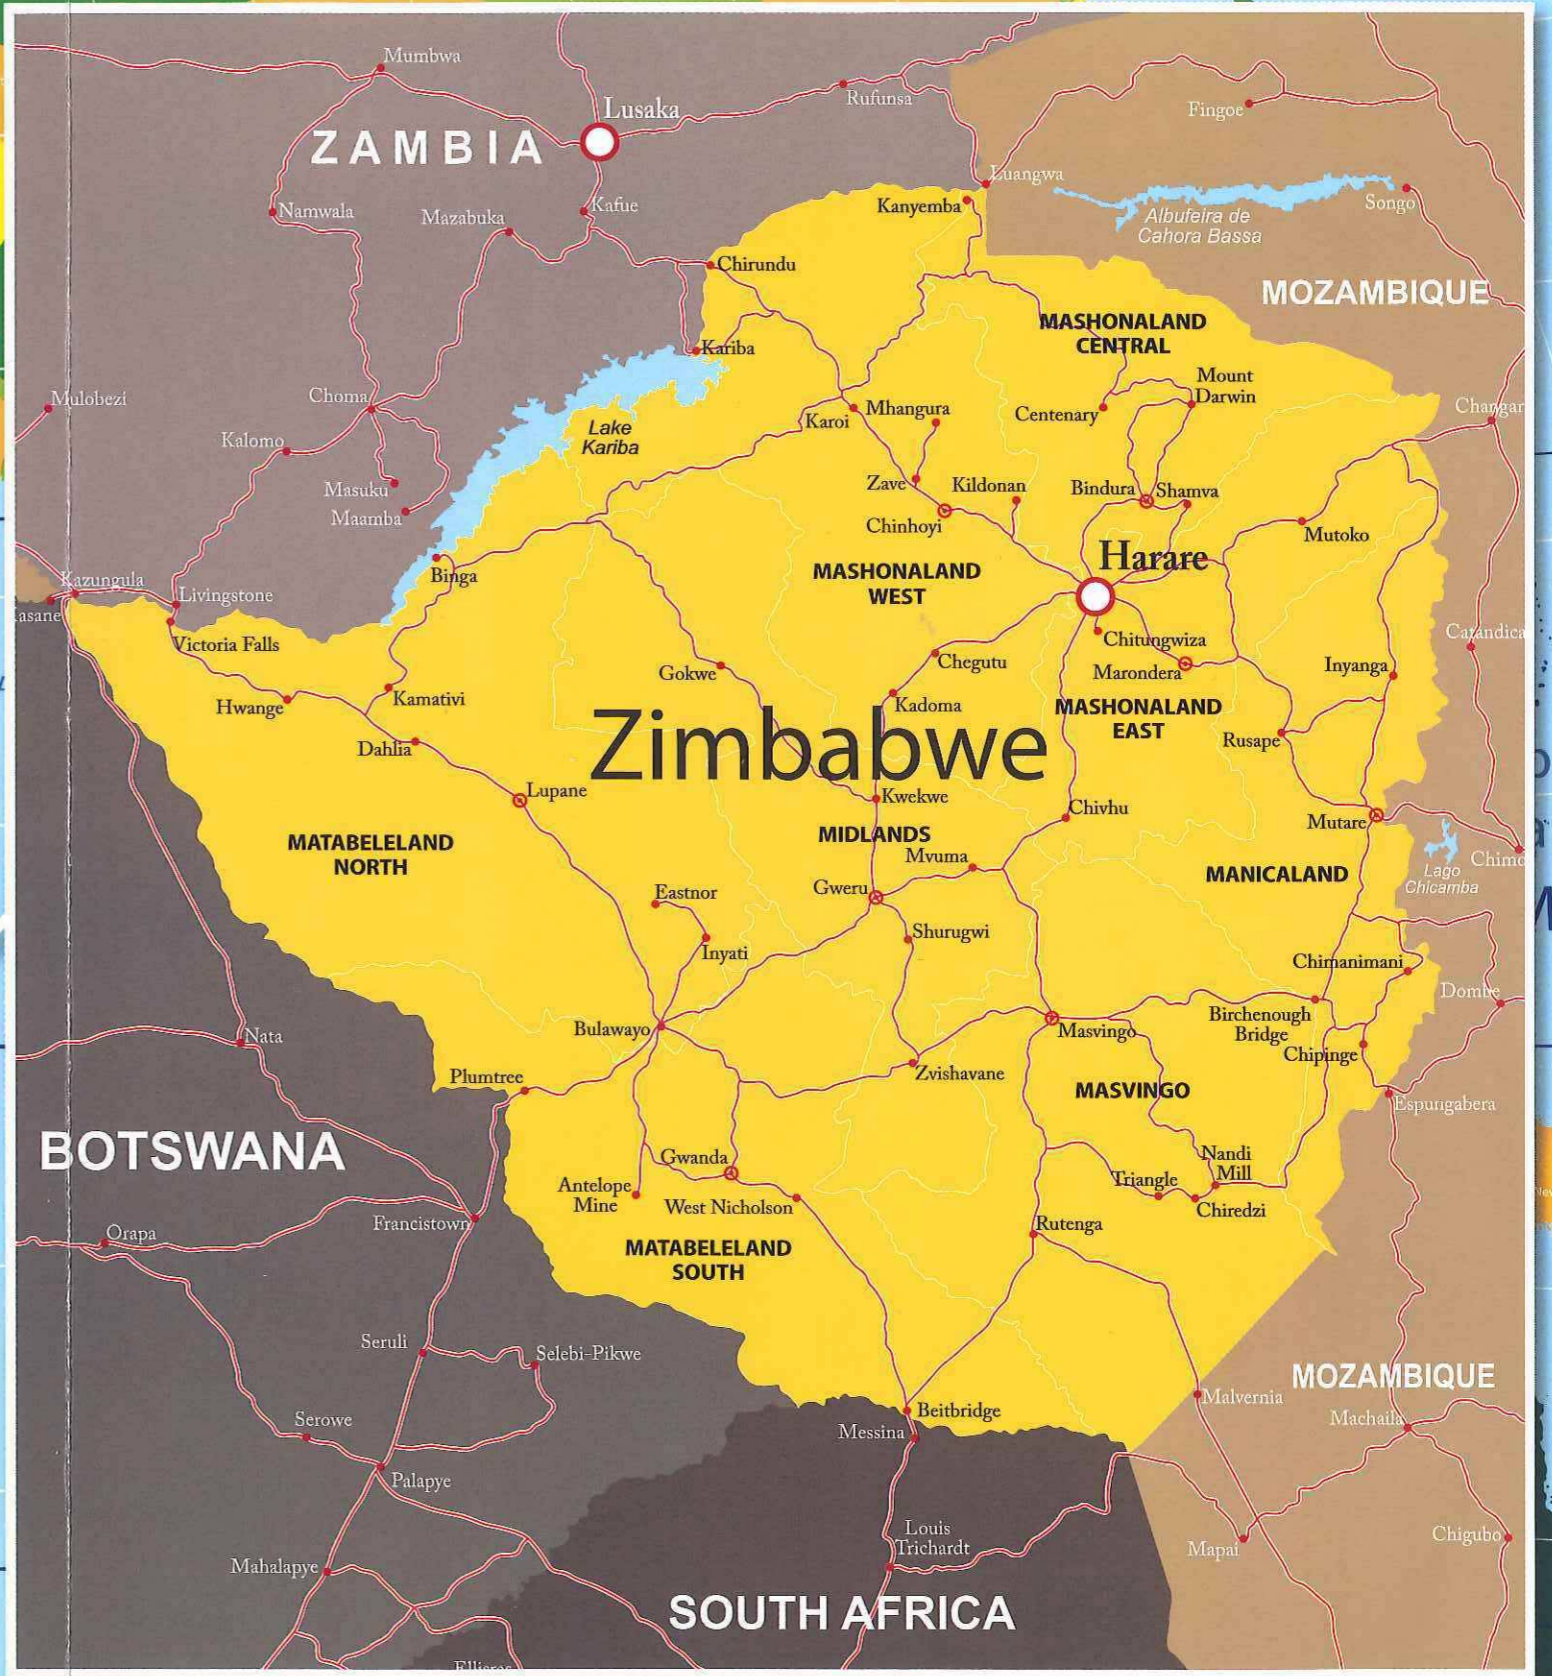 Mumbwa
Lusaka
Rufunsa
Fingoe
ZAMBIA
Luangwa
Songo
Namwala
Mazabuka
Kafue
Kanyemba
Albufeira de
Cahora Bassa
Chirundu
MOZAMBIQUE
MASHONALAND
CENTRAL
Kariba
Mount
Darwin
Mulobezi
Choma
Mhangura
Centenary
Changar
Karoi
Lake
Kariba
Kalomo
Zave
Kildonan
Bindura
Shamva
Masuku
Maamba
Chinhoyi
Mutoko
Harare
Binga
MASHONALAND
WEST
Kazungula
Livingstone
asane
Victoria Falls
Chitungwiza
Catandica
Chegutu
Marondera
Inyanga
Gokwe
Hwange
Kamativi
Kadoma
MASHONALAND
EAST
Dahlia
Zimbabwe
Rusape
Lupane
Kwekwe
Chivhu
Mutare
MATABELELAND
NORTH
MIDLANDS
Mvuma
MANICALAND
Lago
Chicamba
Chimo
Eastnor
Gweru
Inyati
Shurugwi
Chimanimani
Dombe
Nata
Bulawayo
Masvingo
Birchenough
Bridge
Chipinge
Plumtree
Zvishavane
MASVINGO
Espungabera
BOTSWANA
Gwanda
Nandi
Mill
Antelope
Mine
West Nicholson
Triangle
Chiredzi
Orapa
Francistown
Rutenga
MATABELELAND
SOUTH
Seruli
Selebi-Pikwe
MOZAMBIQUE
Malvernia
Serowe
Beitbridge
Machaila
Messina
Palapye
Louis
Trichardt
Mapai
Chigubo
Mahalapye
SOUTH AFRICA